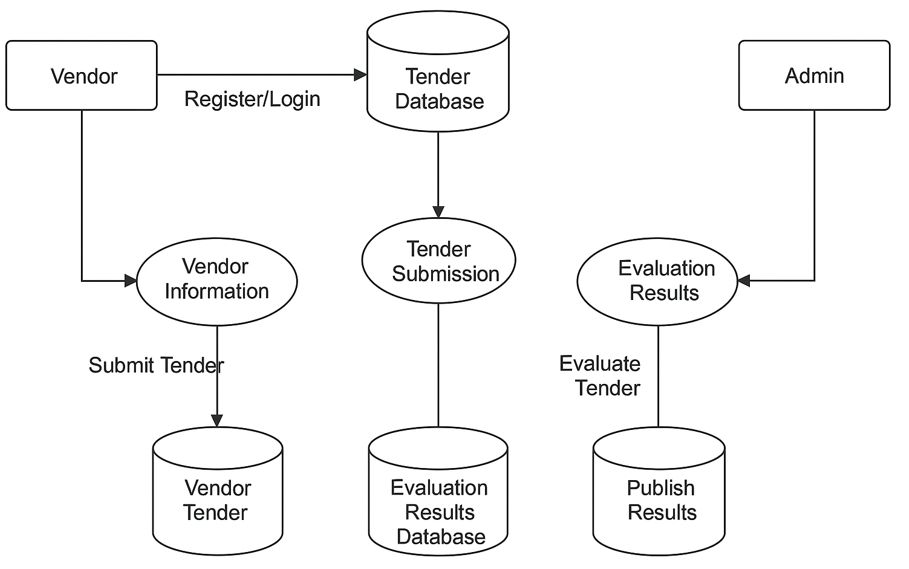 Vendor
Register/Login
Tender
Database
Admin
Vendor
Information
Tender
Submission
Evaluation
Results
Submit Tender
Evaluate
Tender
Vendor
Tender
Evaluation
Results
Database
Publish
Results